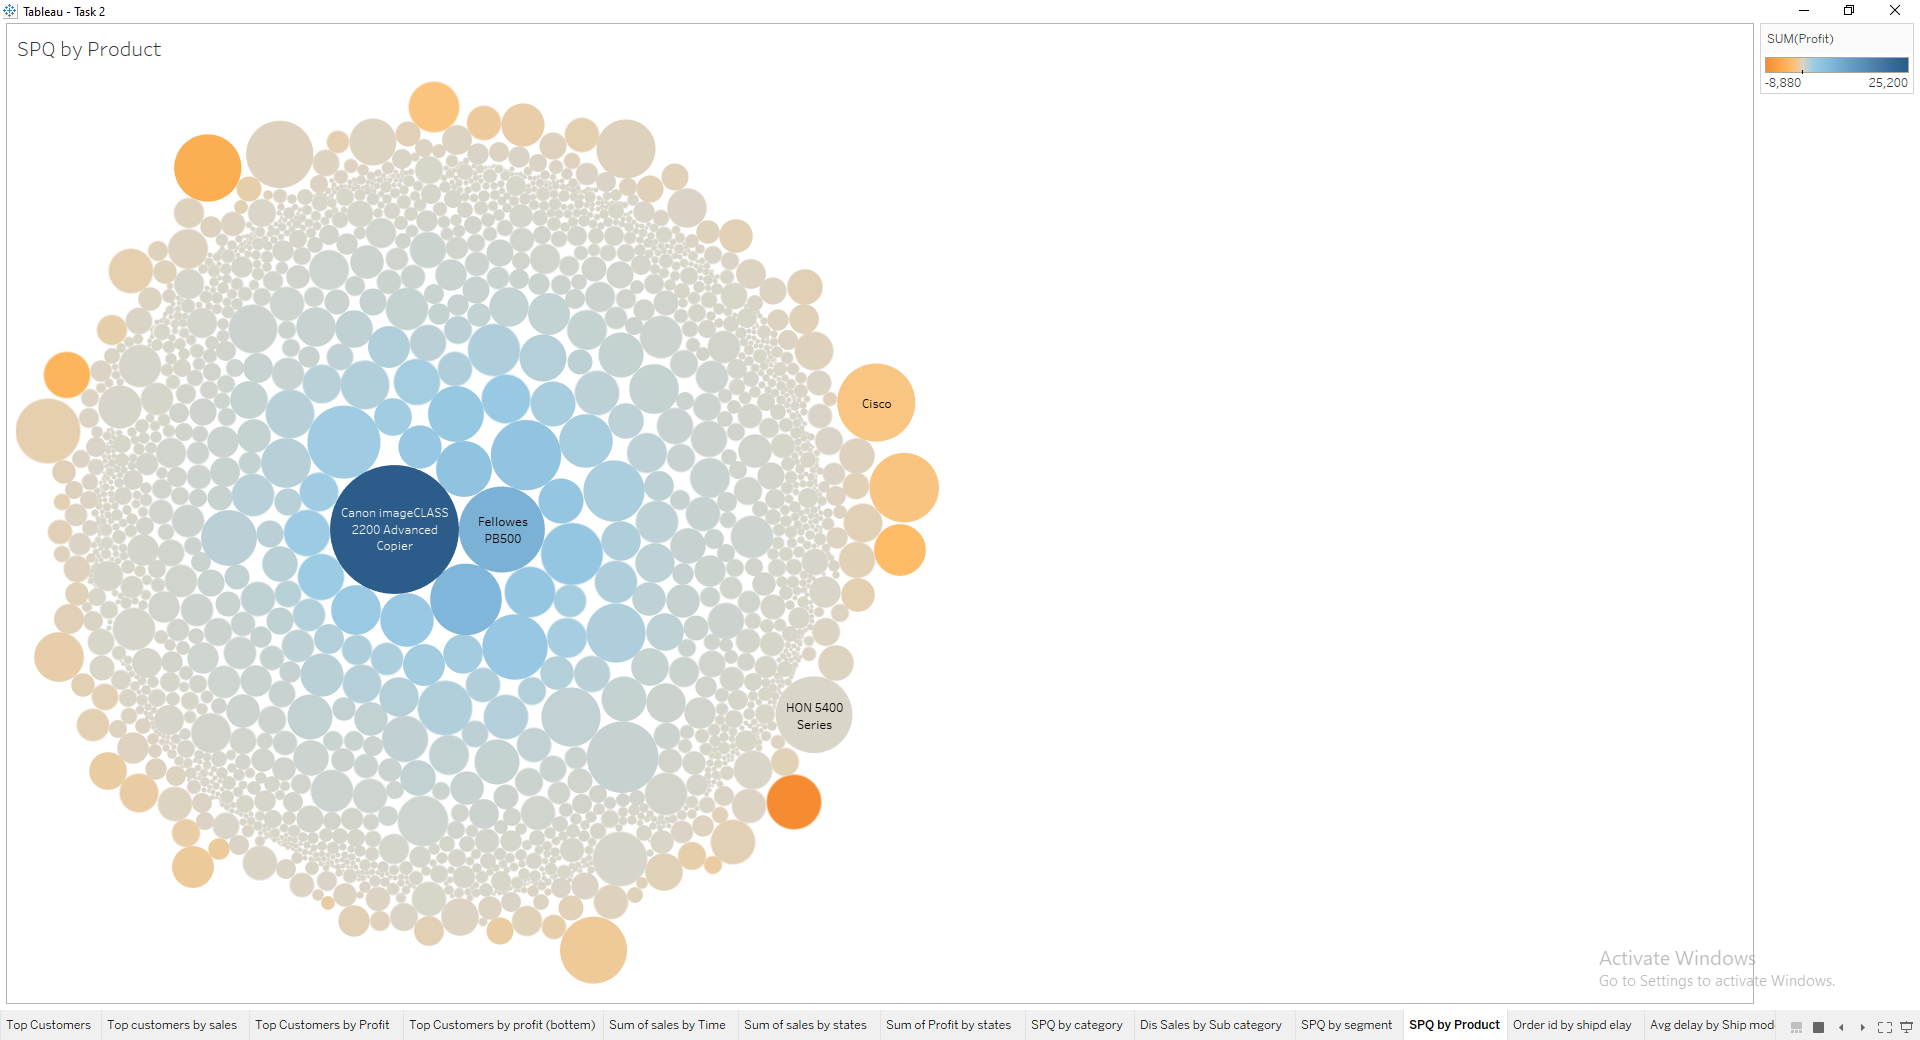 Tableau - Task 2
SPQ by Product
SUM(Profit)
-8,880 25,200
Cisco
Canon imageCLASS
2200 Advanced
Copier
Fellowes
PB500
HON 5400
Series
Activate Windows
Go to Settings to activate Windows.
Top Customers Top customers by sales Top Customers by Profit Top Customers by profit (bottem) Sum of sales by Time Sum of sales by states Sum of Profit by states SPQ by category Dis Sales by Sub category SPQ by segment SPQ by Product Order id by shipd elay Avg delay by Ship mod